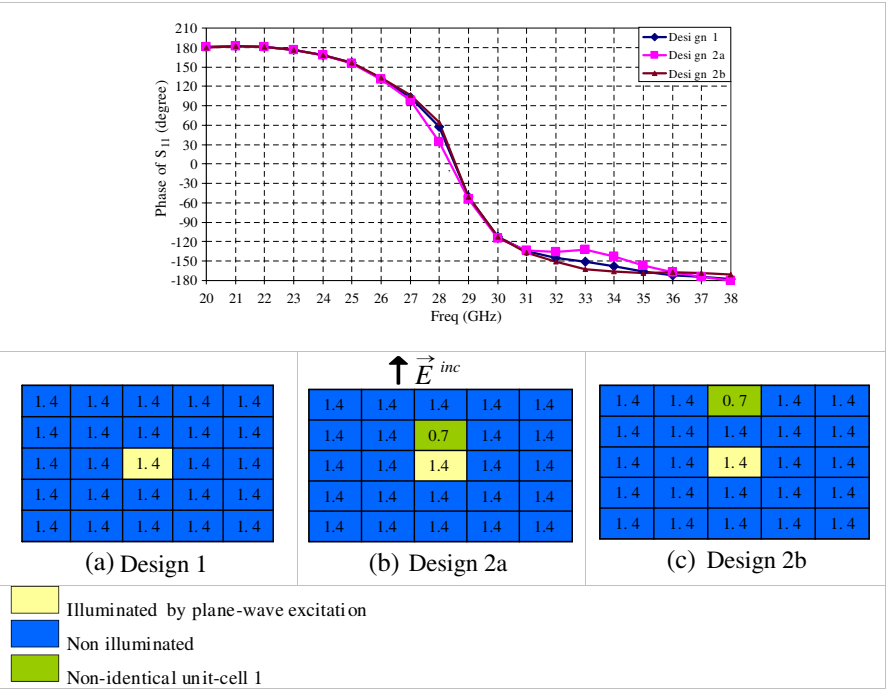 Phase of S11 (degree)
210
180
150
120
90
60
30
0
-30
-60
-90
-120
-150
-180
20 21 22 23 24 25 26 27 28 29 30 31 32 33 34 35 36 37 38
Freq (GHz)
Desi gn 1
Desi gn 2a
Desi gn 2b
1. 4 1. 4 1. 4 1. 4 1. 4
1. 4 1. 4 1. 4 1. 4 1. 4
1. 4 1. 4 1. 4 1. 4 1. 4
1. 4 1. 4 1. 4 1. 4 1. 4
1. 4 1. 4 1. 4 1. 4 1. 4
(a) Design 1
E inc
1.4 1.4 1.4 1.4 1.4
1.4 1.4 0.7 1.4 1.4
1.4 1.4 1.4 1.4 1.4
1.4 1.4 1.4 1.4 1.4
1.4 1.4 1.4 1.4 1.4
(b) Design 2a
1. 4 1. 4 0. 7 1. 4 1. 4
1. 4 1. 4 1. 4 1. 4 1. 4
1. 4 1. 4 1. 4 1. 4 1. 4
1. 4 1. 4 1. 4 1. 4 1. 4
1. 4 1. 4 1. 4 1. 4 1. 4
(c) Design 2b
Illuminated by plane-wave excitation
Non illuminated
Non-identical unit-cell 1